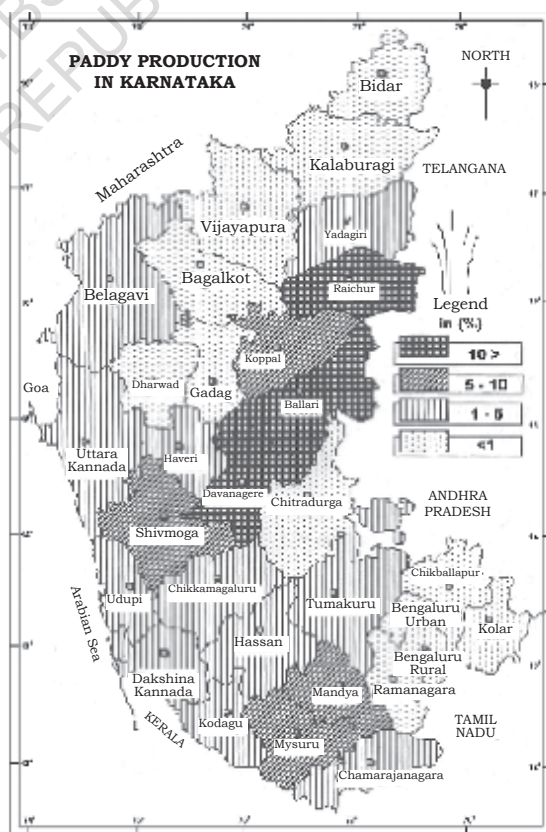 PADDY PRODUCTION
IN KARNATAKA
NORTH
Bidar
Kalaburagi
TELANGANA
Maharashtra
Vijayapura
Yadagiri
Bagalkot
Belagavi
Raichur
Legend
in (%)
10 >
5 - 10
1 - 5
<1
Koppal
Goa
Dharwad
Gadag
Ballari
Uttara
Kannada
Haveri
Davanagere
Chitradurga
ANDHRA
PRADESH
Shivmoga
Arabian Sea
Udupi
Chikkamagaluru
Tumakuru
Chikballapur
Bengaluru
Urban
Kolar
Hassan
Bengaluru
Rural
Dakshina
Kannada
Mandya
Ramanagara
KERALA
Kodagu
Mysuru
TAMIL
NADU
Chamarajanagara
REPUB